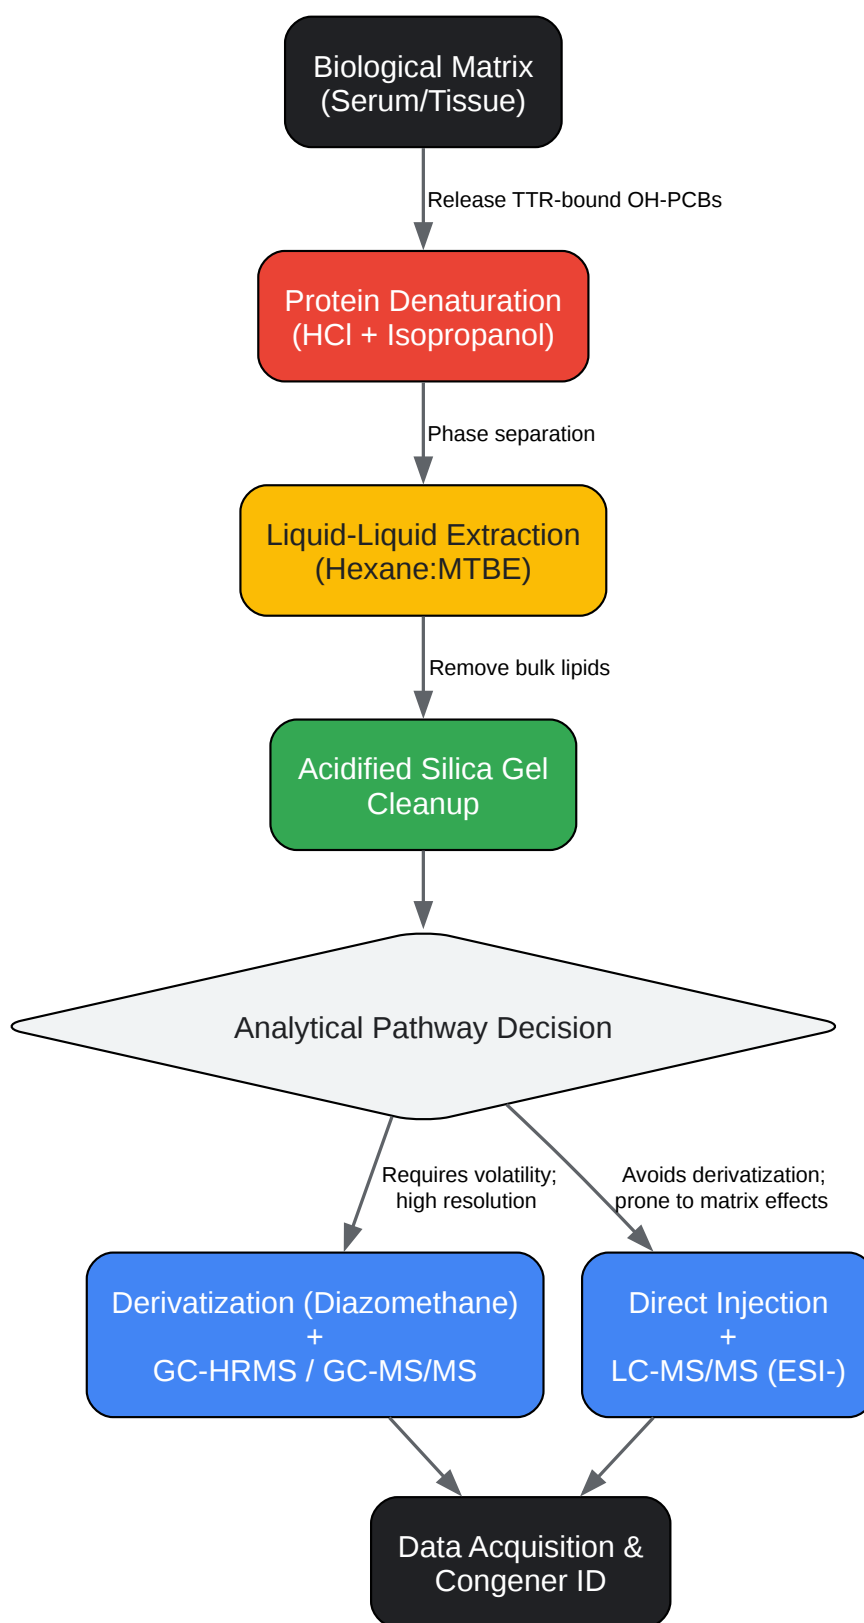 Biological Matrix
(Serum/Tissue)
Release TTR-bound OH-PCBs
Protein Denaturation
(HCl + Isopropanol)
Phase separation
Liquid-Liquid Extraction
(Hexane:MTBE)
Remove bulk lipids
Acidified Silica Gel
Cleanup
Analytical Pathway Decision
Requires volatility;
high resolution
Avoids derivatization;
prone to matrix effects
Derivatization (Diazomethane)
+
GC-HRMS / GC-MS/MS
Direct Injection
+
LC-MS/MS (ESI-)
Data Acquisition &
Congener ID